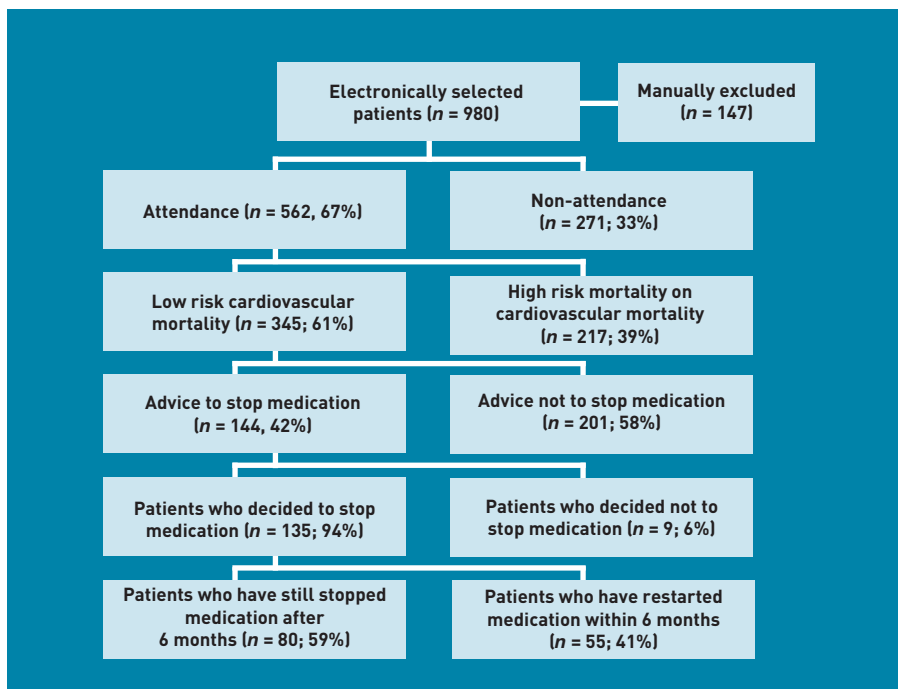 Electronically selected
patients (n = 980)
Manually excluded
(n = 147)
Attendance (n = 562, 67%)
Non-attendance
(n = 271; 33%)
Low risk cardiovascular
mortality (n = 345; 61%)
High risk mortality on
cardiovascular mortality
(n = 217; 39%)
Advice to stop medication
(n = 144, 42%)
Advice not to stop medication
(n = 201; 58%)
Patients who decided to stop
medication (n = 135; 94%)
Patients who decided not to
stop medication (n = 9; 6%)
Patients who have still stopped
medication after
6 months (n = 80; 59%)
Patients who have restarted
medication within 6 months
(n = 55; 41%)